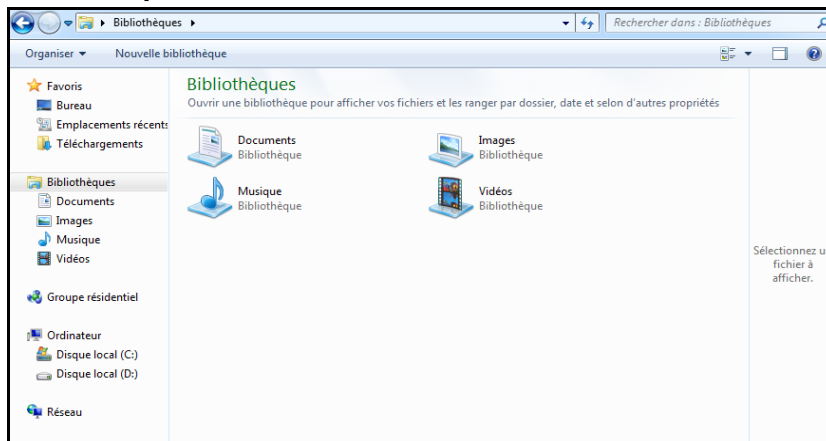 Bibliothèques
Rechercher dans : Bibliothèques
Organiser
Nouvelle bibliothèque
Favoris
Bureau
Emplacements récents
Téléchargements
Bibliothèques
Documents
Images
Musique
Vidéos
Groupe résidentiel
Ordinateur
Disque local (C:)
Disque local (D:)
Réseau
Bibliothèques
Ouvrir une bibliothèque pour afficher vos fichiers et les ranger par dossier, date et selon d'autres propriétés
Documents
Bibliothèque
Images
Bibliothèque
Musique
Bibliothèque
Vidéos
Bibliothèque
Sélectionnez u
fichier à
afficher.